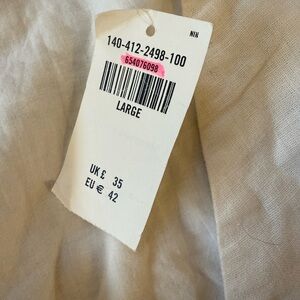 NIN
140-412-2498-100
654076098
LARGE
UK £ 35
EU € 42